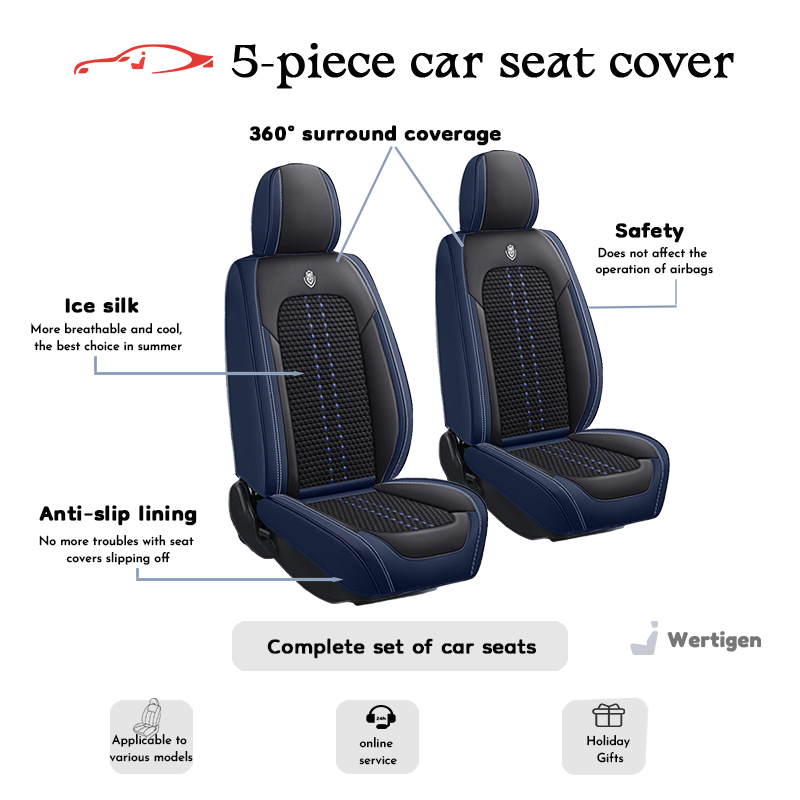 5-piece car seat cover
360° surround coverage
Safety
Does not affect the
operation of airbags
Ice silk
More breathable and cool,
the best choice in summer
Anti-slip lining
No more troubles with seat
covers slipping off
Complete set of car seats
Wertigen
Applicable to
various models
24h
online
service
Holiday
Gifts